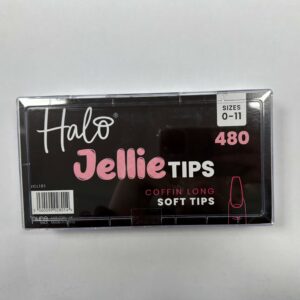 Halo®
SIZES
0-11
480
Jellie TIPS
COFFIN LONG
SOFT TIPS